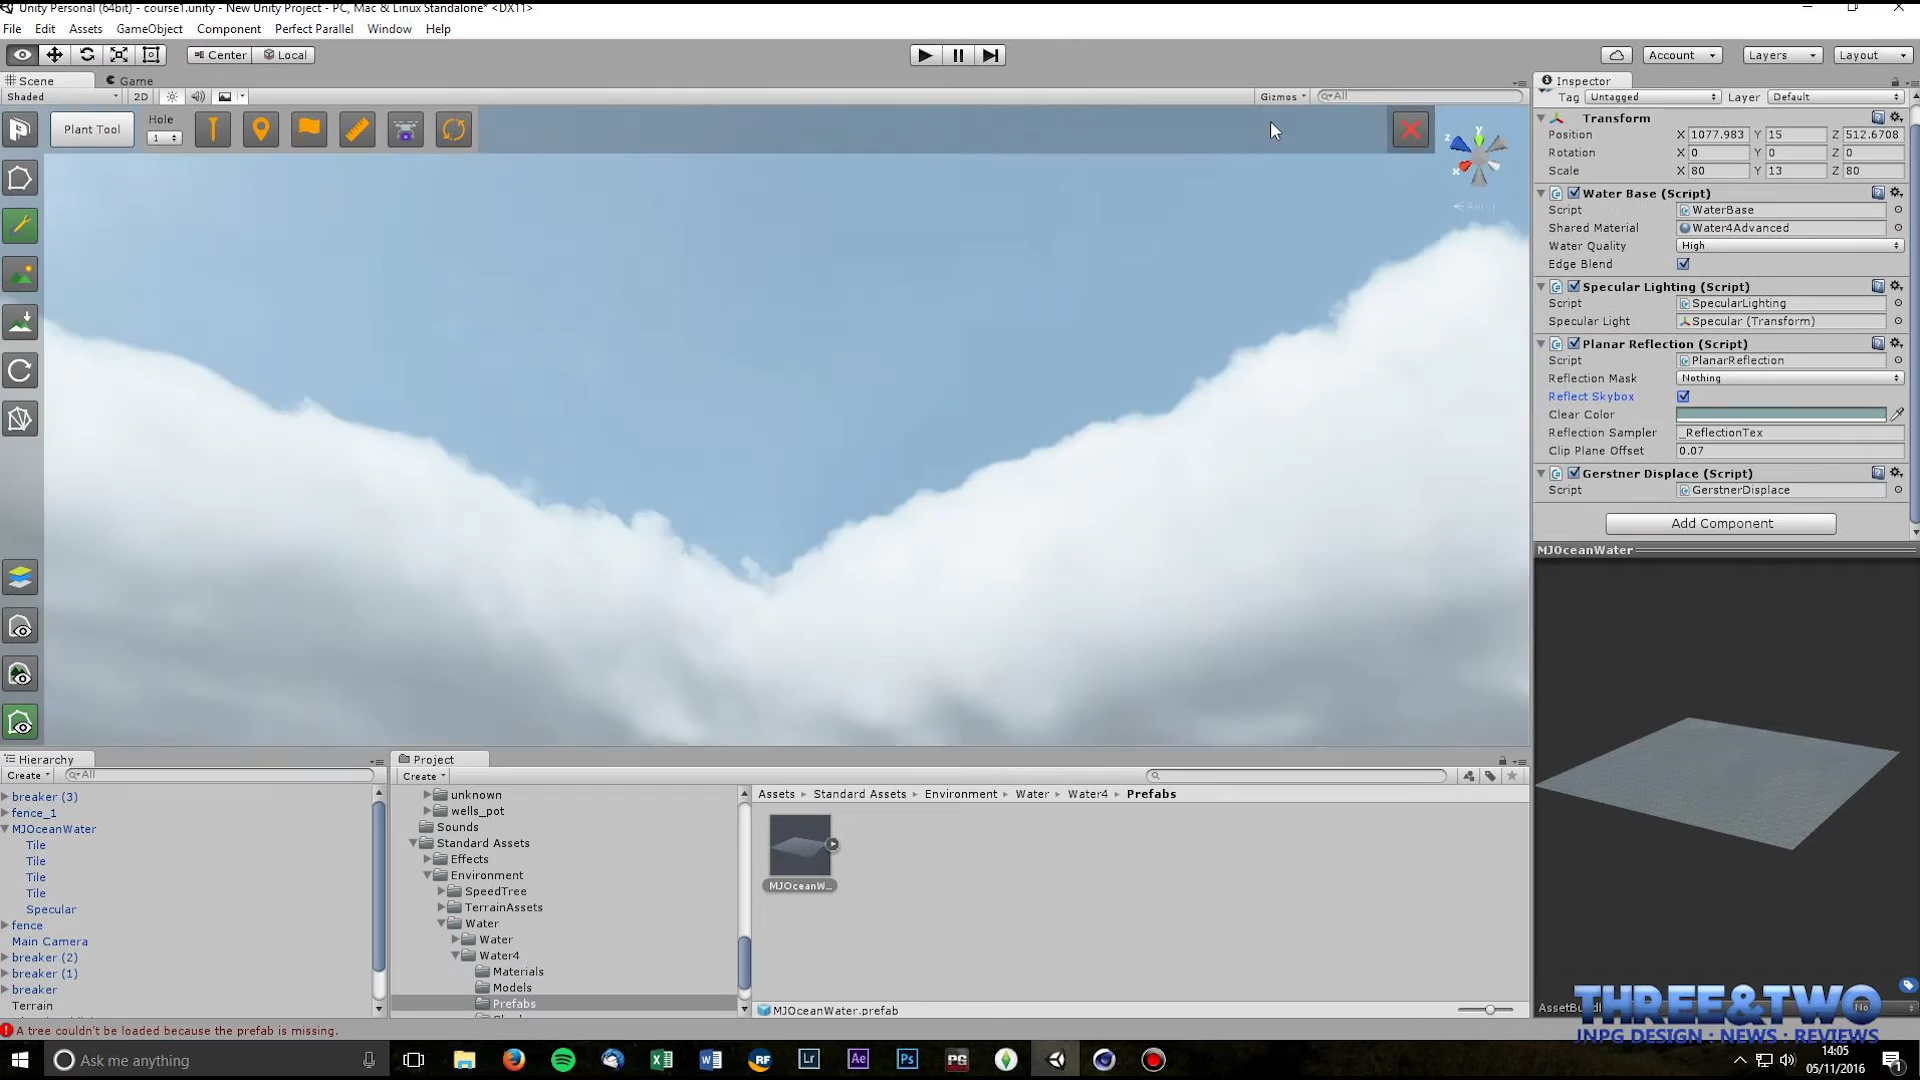 Unity Personal (64bit) - course1.unity - New Unity Project - PC, Mac & Linux Standalone* <DX11>
File Edit Assets GameObject Component Perfect Parallel Window Help
Center Local Account Layers Layout
Scene Game
Shaded 2D Gizmos All
Plant Tool Hole
1
Inspector
Tag Untagged Layer Default
Transform
Position X 1077.983 Y 15 Z 512.6708
Rotation X 0 Y 0 Z 0
Scale X 80 Y 13 Z 80
Water Base (Script)
Script WaterBase
Shared Material Water4Advanced
Water Quality High
Edge Blend
Specular Lighting (Script)
Script SpecularLighting
Specular Light Specular (Transform)
Planar Reflection (Script)
Script PlanarReflection
Reflection Mask Nothing
Reflect Skybox
Clear Color
Reflection Sampler _ReflectionTex
Clip Plane Offset 0.07
Gerstner Displace (Script)
Script GerstnerDisplace
Add Component
MJOceanWater
Hierarchy
Create All
breaker (3)
fence_1
MJOceanWater
Tile
Tile
Tile
Tile
Specular
fence
Main Camera
breaker (2)
breaker (1)
breaker
Terrain
Project
Create
unknown
wells_pot
Sounds
Standard Assets
Effects
Environment
SpeedTree
TerrainAssets
Water
Water
Water4
Materials
Models
Prefabs
Assets Standard Assets Environment Water Water4 Prefabs
MJOceanW...
MJOceanWater.prefab
No
THREE&TWO
JNPG DESIGN : NEWS : REVIEWS
A tree couldn't be loaded because the prefab is missing.
Ask me anything
14:05
05/11/2016